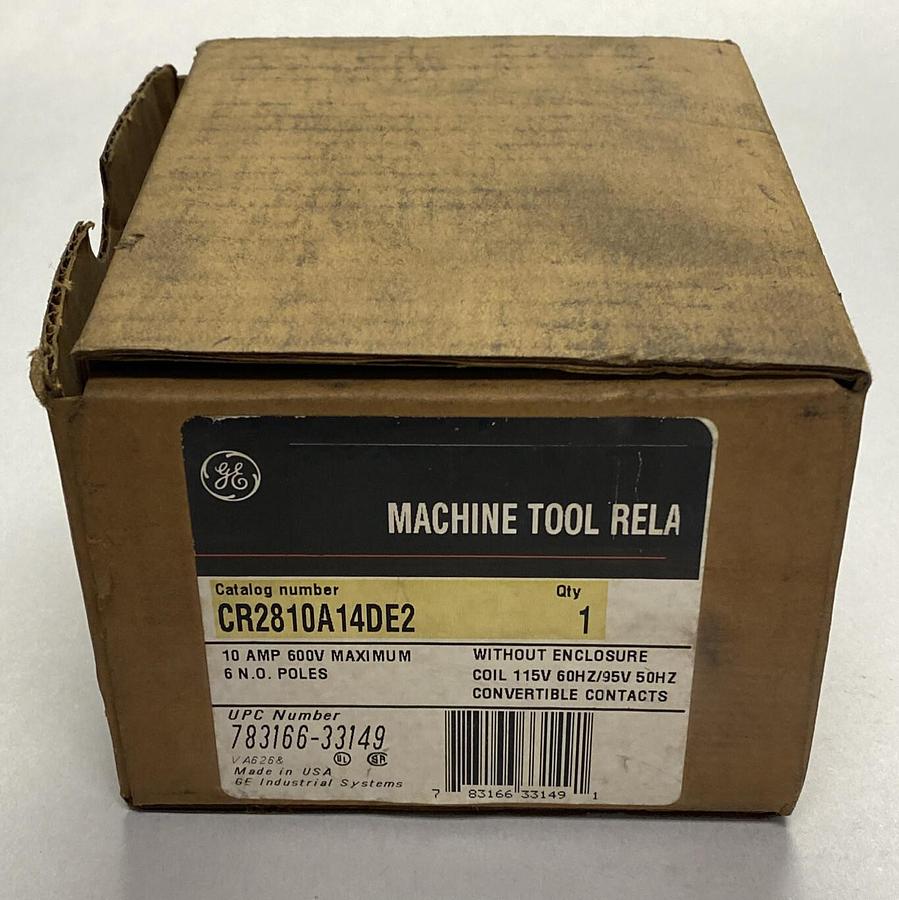 GE
MACHINE TOOL RELA
Catalog number Qty
CR2810A14DE2 1
10 AMP 600V MAXIMUM WITHOUT ENCLOSURE
6 N.O. POLES COIL 115V 60HZ/95V 50HZ
CONVERTIBLE CONTACTS
UPC Number
783166-33149
UL
Made in USA
GE Industrial Systems
7 83166 33149 1